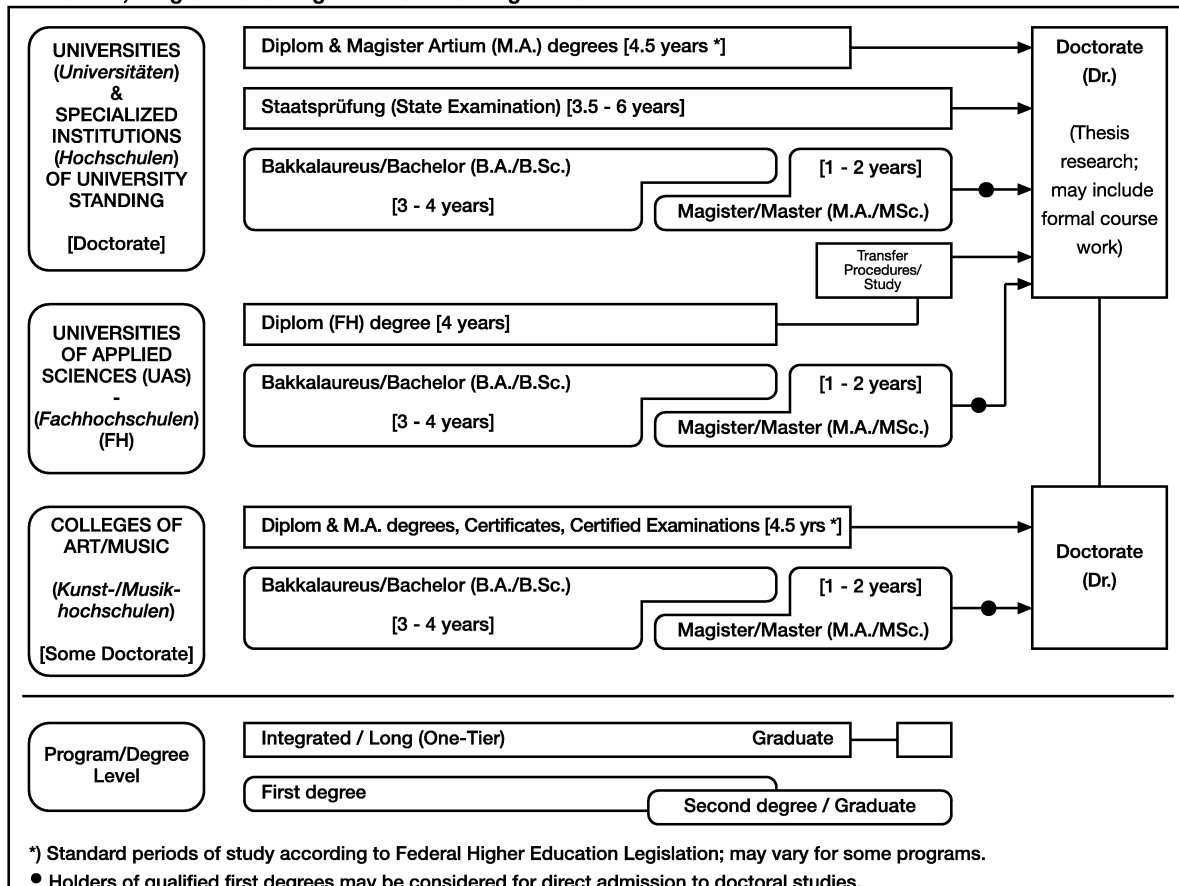 UNIVERSITIES
(Universitäten)
&
SPECIALIZED
INSTITUTIONS
(Hochschulen)
OF UNIVERSITY
STANDING
[Doctorate]
Diplom & Magister Artium (M.A.) degrees [4.5 years *]
Staatsprüfung (State Examination) [3.5 - 6 years]
Bakkalaureus/Bachelor (B.A./B.Sc.)
[3 - 4 years]
[1 - 2 years]
Magister/Master (M.A./MSc.)
Transfer
Procedures/
Study
Doctorate
(Dr.)
(Thesis
research;
may include
formal course
work)
UNIVERSITIES
OF APPLIED
SCIENCES (UAS)
-
(Fachhochschulen)
(FH)
Diplom (FH) degree [4 years]
Bakkalaureus/Bachelor (B.A./B.Sc.)
[3 - 4 years]
[1 - 2 years]
Magister/Master (M.A./MSc.)
COLLEGES OF
ART/MUSIC
(Kunst-/Musik-
hochschulen)
[Some Doctorate]
Diplom & M.A. degrees, Certificates, Certified Examinations [4.5 yrs *]
Bakkalaureus/Bachelor (B.A./B.Sc.)
[3 - 4 years]
[1 - 2 years]
Magister/Master (M.A./MSc.)
Doctorate
(Dr.)
Program/Degree
Level
Integrated / Long (One-Tier) Graduate
First degree
Second degree / Graduate
*) Standard periods of study according to Federal Higher Education Legislation; may vary for some programs.
● Holders of qualified first degrees may be considered for direct admission to doctoral studies.